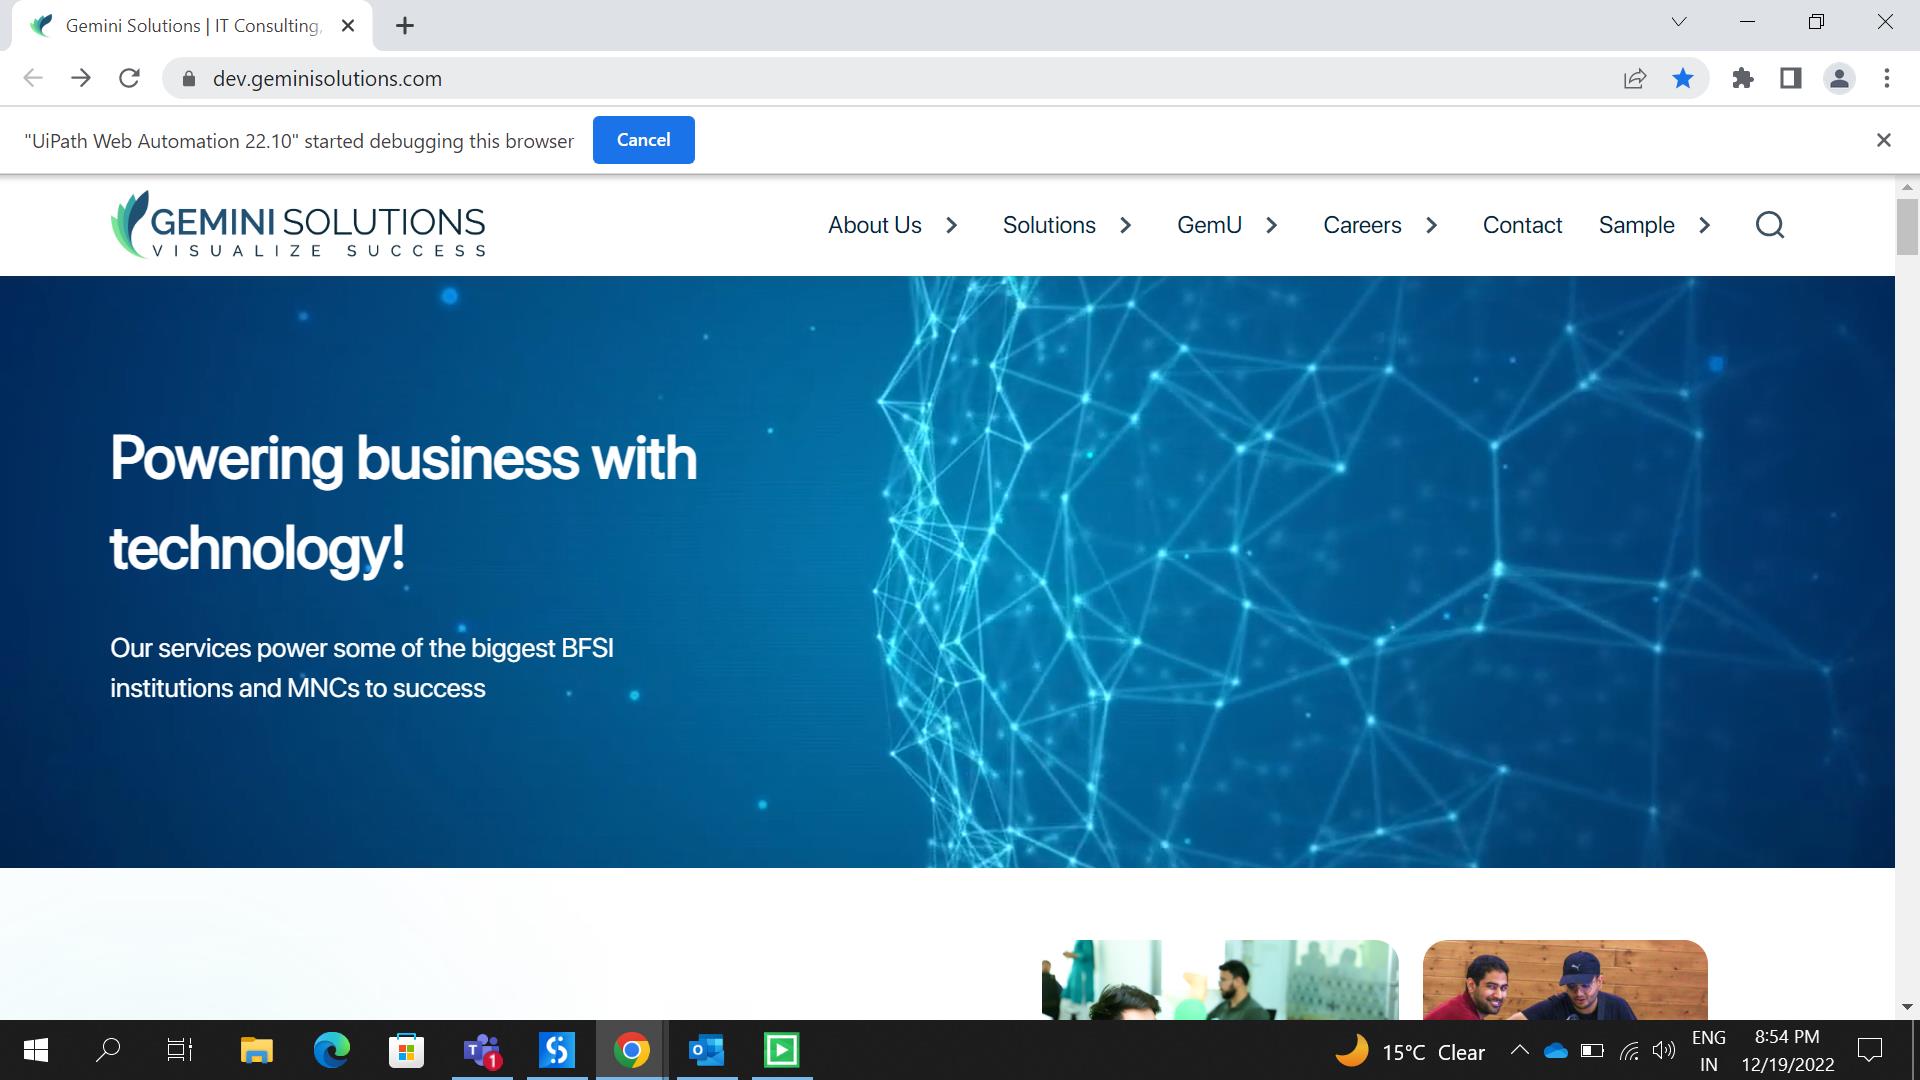 Gemini Solutions | IT Consulting,
dev.geminisolutions.com
"UiPath Web Automation 22.10" started debugging this browser
Cancel
GEMINI SOLUTIONS
VISUALIZE SUCCESS
About Us
Solutions
GemU
Careers
Contact
Sample
Powering business with
technology!
Our services power some of the biggest BFSI
institutions and MNCs to success
1
15°C Clear
ENG
IN
8:54 PM
12/19/2022